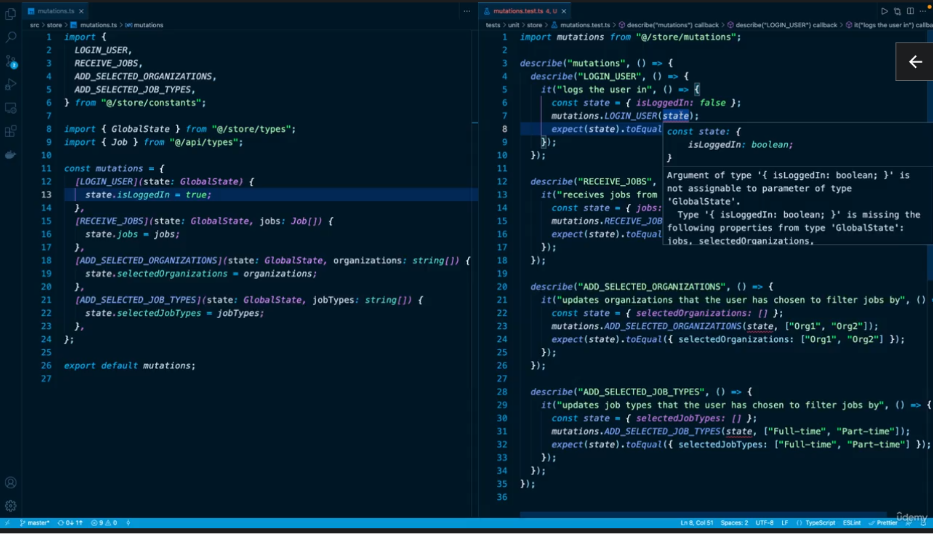 mutations.ts ×
src > store > mutations.ts > mutations
1 import {
2 LOGIN_USER,
3 RECEIVE_JOBS,
4 ADD_SELECTED_ORGANIZATIONS,
5 ADD_SELECTED_JOB_TYPES,
6 } from "@/store/constants";
7
8 import { GlobalState } from "@/store/types";
9 import { Job } from "@/api/types";
10
11 const mutations = {
12 [LOGIN_USER](state: GlobalState) {
13 state.isLoggedIn = true;
14 },
15 [RECEIVE_JOBS](state: GlobalState, jobs: Job[]) {
16 state.jobs = jobs;
17 },
18 [ADD_SELECTED_ORGANIZATIONS](state: GlobalState, organizations: string[]) {
19 state.selectedOrganizations = organizations;
20 },
21 [ADD_SELECTED_JOB_TYPES](state: GlobalState, jobTypes: string[]) {
22 state.selectedJobTypes = jobTypes;
23 },
24 };
25
26 export default mutations;
27
mutations.test.ts 4, U ×
tests > unit > store > mutations.test.ts > describe("mutations") callback > describe("LOGIN_USER") callback > it("logs the user in") callback
1 import mutations from "@/store/mutations";
2
3 describe("mutations", () => {
4 describe("LOGIN_USER", () => {
5 it("logs the user in", () => {
6 const state = { isLoggedIn: false };
7 mutations.LOGIN_USER(state);
8 expect(state).toEqual
9 });
10 });
11
12 describe("RECEIVE_JOBS",
13 it("receives jobs from
14 const state = { jobs:
15 mutations.RECEIVE_JOB
16 expect(state).toEqual
17 });
18 });
19
20 describe("ADD_SELECTED_ORGANIZATIONS", () => {
21 it("updates organizations that the user has chosen to filter jobs by", ()
22 const state = { selectedOrganizations: [] };
23 mutations.ADD_SELECTED_ORGANIZATIONS(state, ["Org1", "Org2"]);
24 expect(state).toEqual({ selectedOrganizations: ["Org1", "Org2"] });
25 });
26 });
27
28 describe("ADD_SELECTED_JOB_TYPES", () => {
29 it("updates job types that the user has chosen to filter jobs by", () => {
30 const state = { selectedJobTypes: [] };
31 mutations.ADD_SELECTED_JOB_TYPES(state, ["Full-time", "Part-time"]);
32 expect(state).toEqual({ selectedJobTypes: ["Full-time", "Part-time"] });
33 });
34 });
35 });
36
const state: {
isLoggedIn: boolean;
}
Argument of type '{ isLoggedIn: boolean; }' is
not assignable to parameter of type
'GlobalState'.
Type '{ isLoggedIn: boolean; }' is missing the
following properties from type 'GlobalState':
jobs, selectedOrganizations,
master* 0↓ 1↑ 9 0
Ln 8, Col 51 Spaces: 2 UTF-8 LF TypeScript ESLint Prettier
udemy